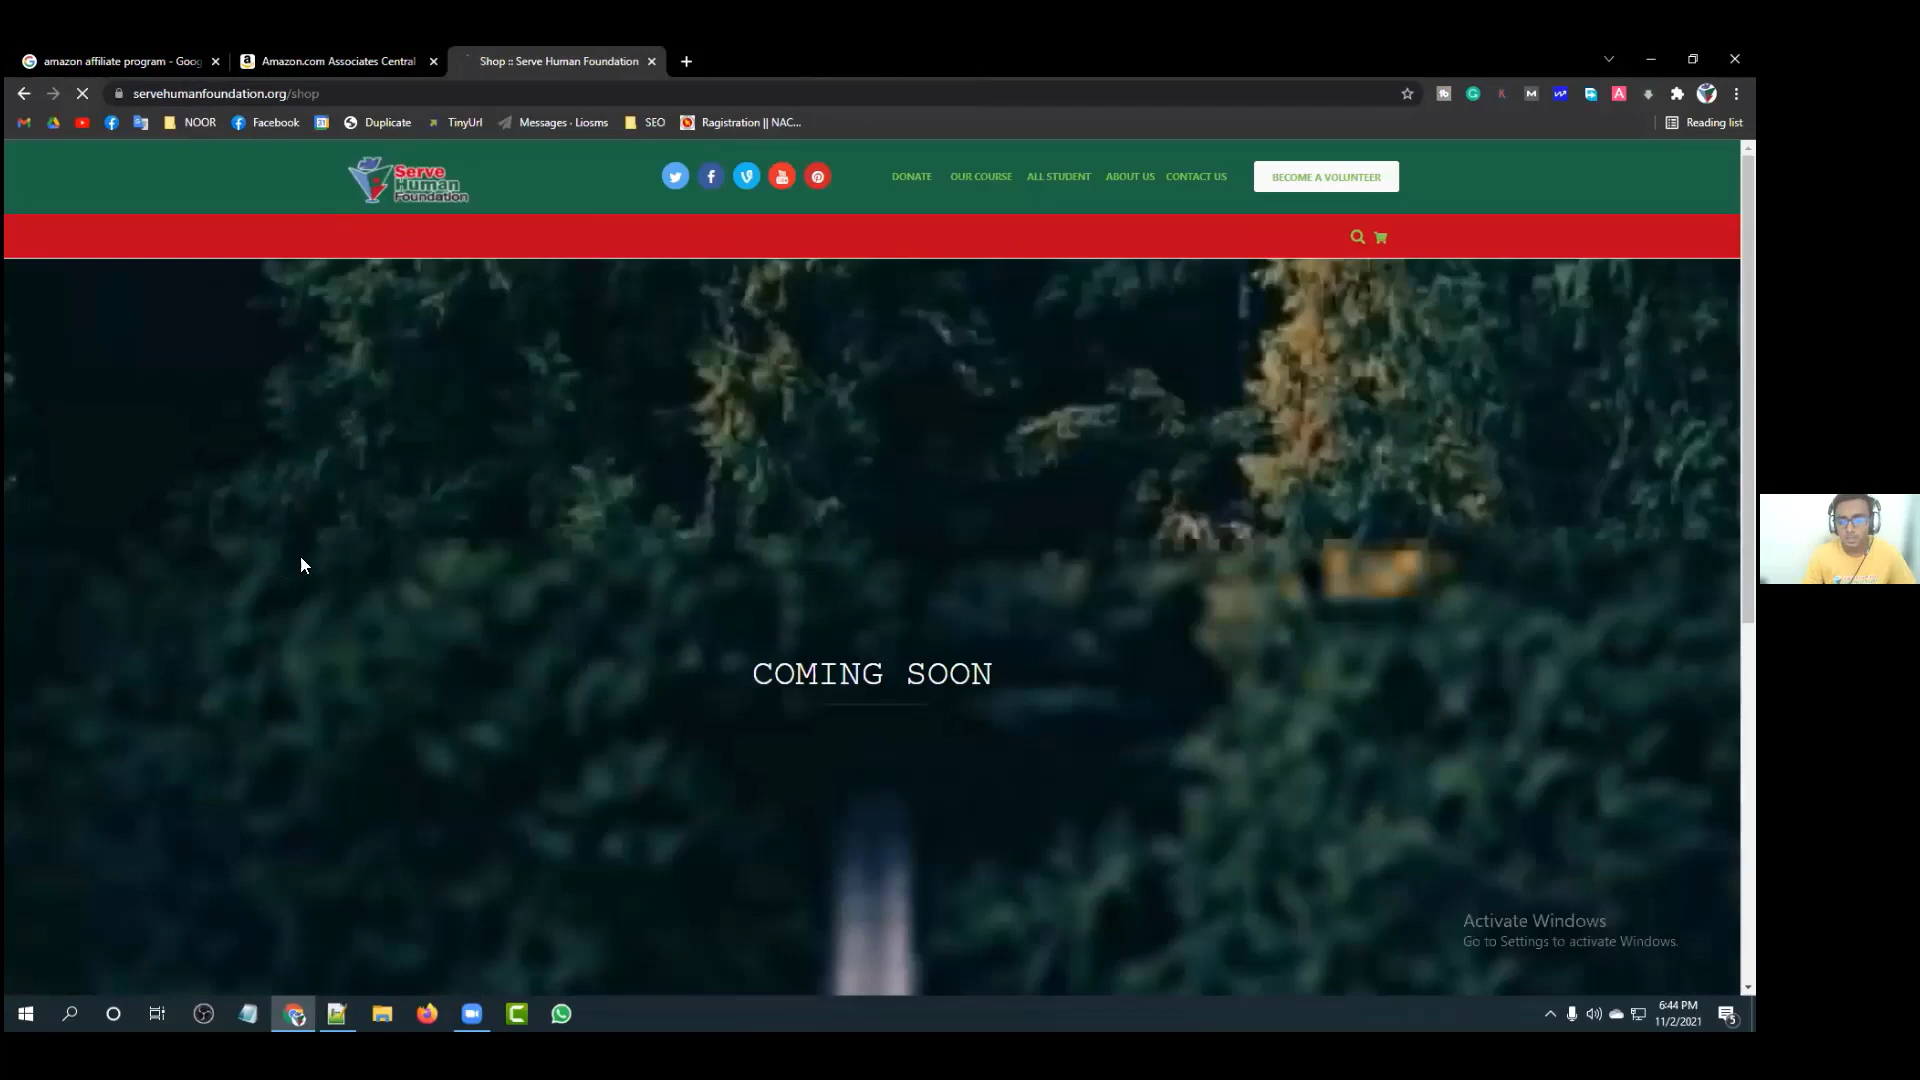 amazon affiliate program - Goog
Amazon.com Associates Central
Shop :: Serve Human Foundation
servehumanfoundation.org/shop
NOOR
Facebook
Duplicate
TinyUrl
Messages - Liosms
SEO
Ragistration || NAC...
Reading list
Serve
Human
Foundation
DONATE
OUR COURSE
ALL STUDENT
ABOUT US
CONTACT US
BECOME A VOLUNTEER
COMING SOON
Activate Windows
Go to Settings to activate Windows.
6:44 PM
11/2/2021
5